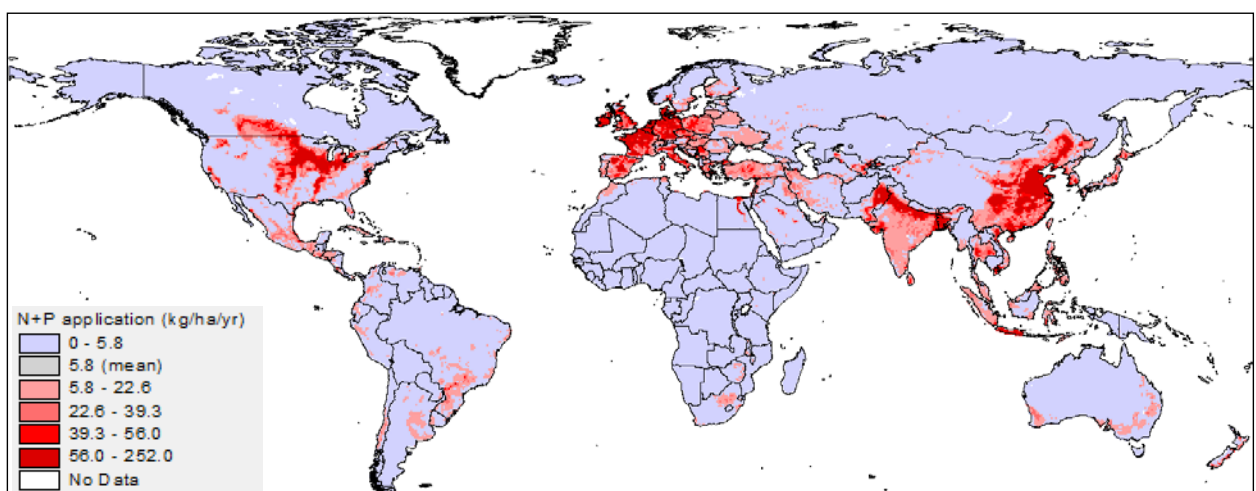 N+P application (kg/ha/yr)
0 - 5.8
5.8 (mean)
5.8 - 22.6
22.6 - 39.3
39.3 - 56.0
56.0 - 252.0
No Data